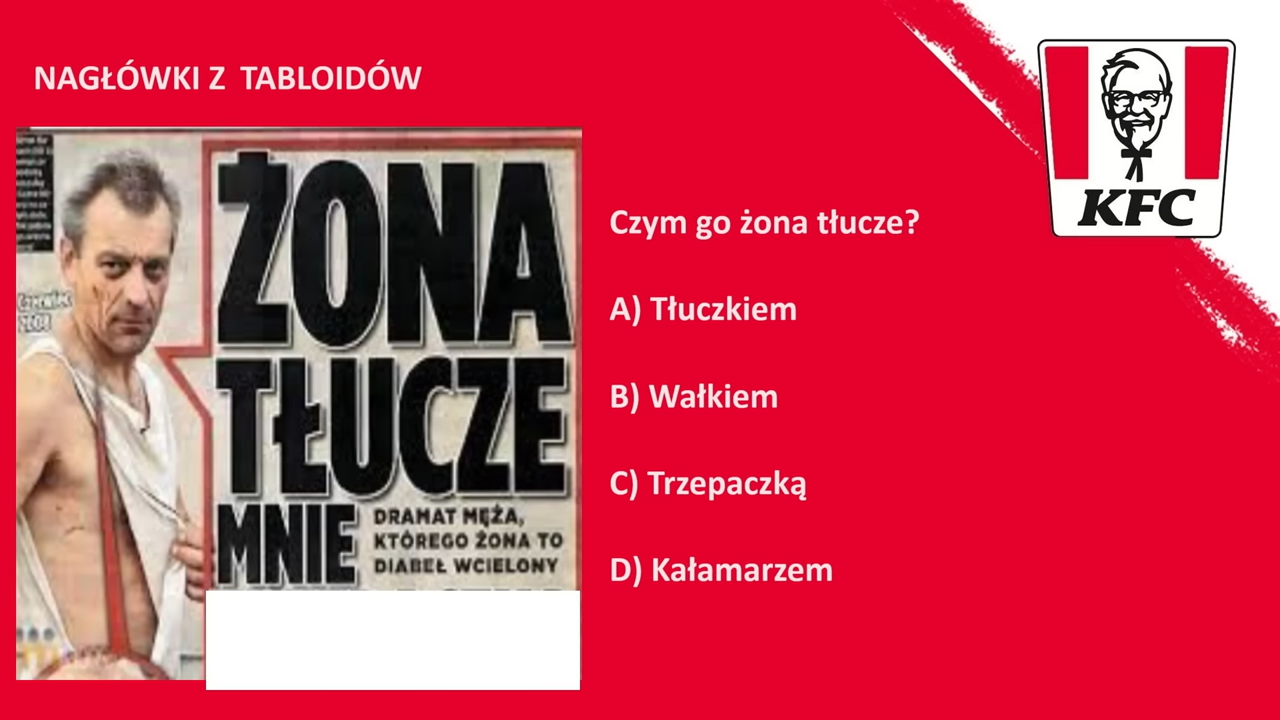 NAGŁÓWKI Z TABLOIDÓW
ŻONA
TŁUCZE
MNIE
DRAMAT MĘŻA,
KTÓREGO ŻONA TO
DIABEŁ WCIELONY
Czym go żona tłucze?
A) Tłuczkiem
B) Wałkiem
C) Trzepaczką
D) Kałamarzem
KFC